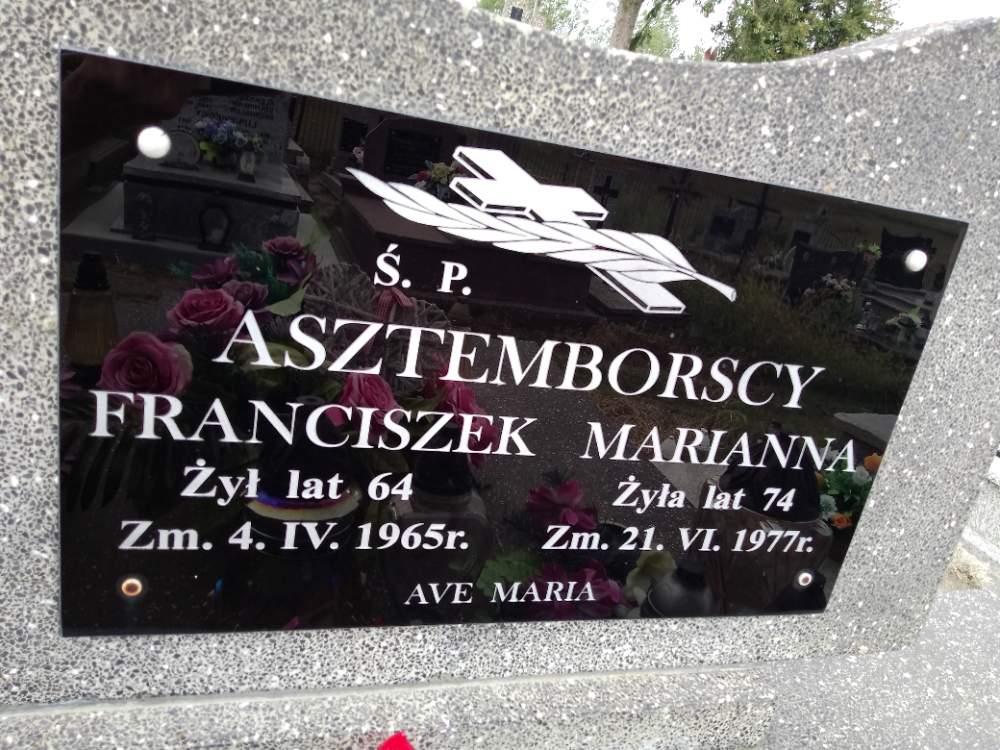 Ś. P.
ASZTEMBORSCY
FRANCISZEK MARIANNA
Żył lat 64 Żyła lat 74
Zm. 4. IV. 1965r. Zm. 21. VI. 1977r.
AVE MARIA